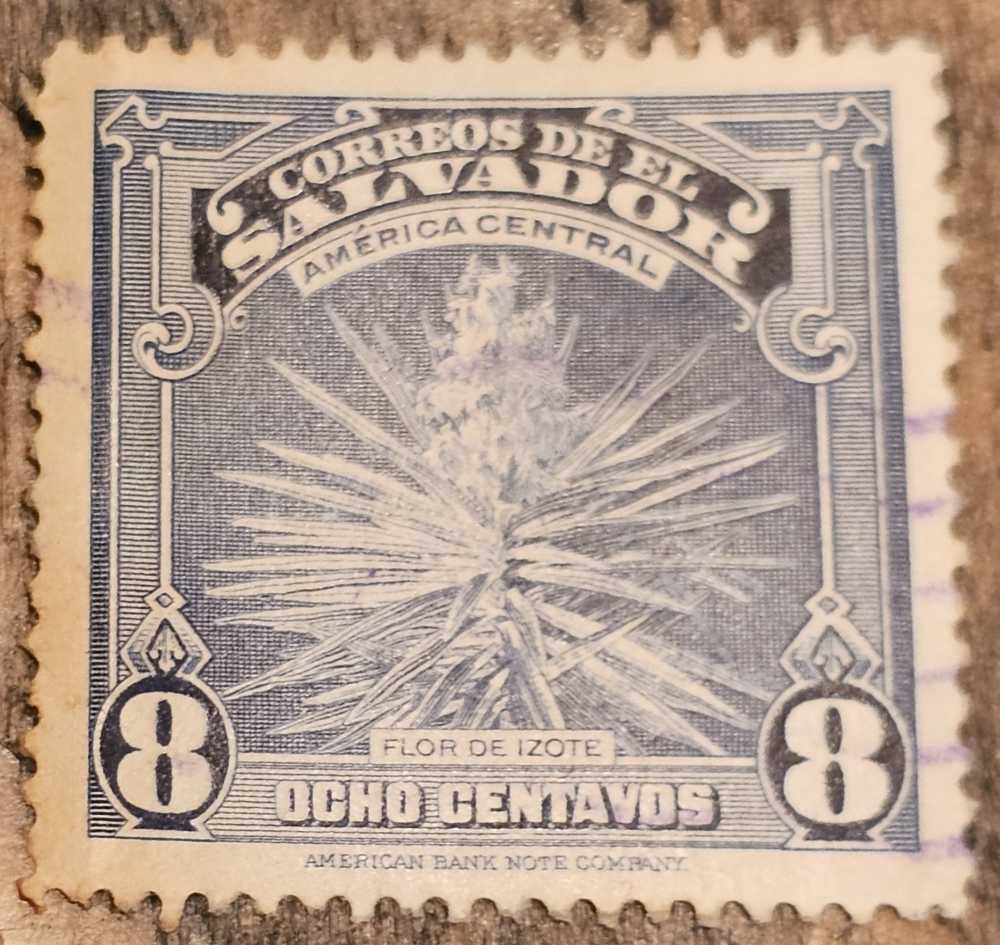 CORREOS DE EL
SALVADOR
AMÉRICA CENTRAL
FLOR DE IZOTE
8 OCHO CENTAVOS 8
AMERICAN BANK NOTE COMPANY.